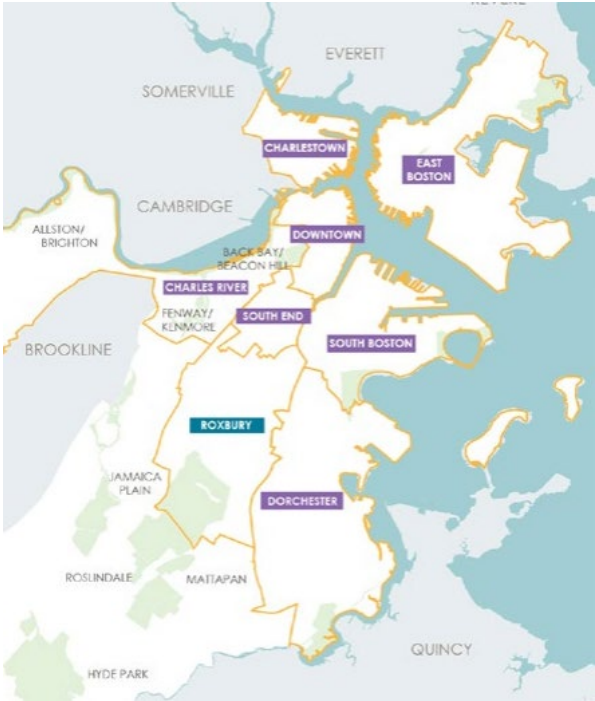 REVERE
EVERETT
SOMERVILLE
CHARLESTOWN
EAST
BOSTON
CAMBRIDGE
ALLSTON/
BRIGHTON
DOWNTOWN
BACK BAY/
BEACON HILL
CHARLES RIVER
FENWAY/
KENMORE
SOUTH END
SOUTH BOSTON
BROOKLINE
ROXBURY
JAMAICA
PLAIN
DORCHESTER
ROSLINDALE
MATTAPAN
QUINCY
HYDE PARK